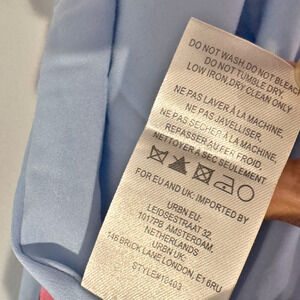 DO NOT WASH, DO NOT BLEACH
DO NOT TUMBLE DRY
LOW IRON, DRY CLEAN ONLY
NE PAS LAVER À LA MACHINE,
NE PAS JAVELLISER,
NE PAS SÉCHER À LA MACHINE,
REPASSER AU FER FROID,
NETTOYER À SEC SEULEMENT
FOR EU AND UK: IMPORTED BY
URBN EU:
LEIDSESTRAAT 32,
1017PB AMSTERDAM,
NETHERLANDS
URBN UK:
146 BRICK LANE LONDON, E1 6RU
STYLE#16403